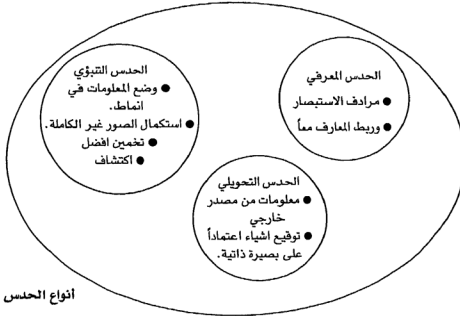 الحدس المعرفي
● مرادف الاستبصار
● وربط المعارف معاً
الحدس التنبؤي
● وضع المعلومات في
انماط.
● استكمال الصور غير الكاملة.
● تخمين افضل
● اكتشاف
الحدس التحويلي
● معلومات من مصدر
خارجي
● توقيع اشياء اعتماداً
على بصيرة ذاتية.
أنواع الحدس